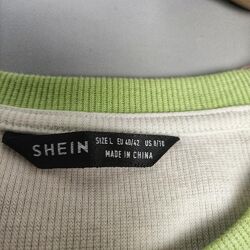 SHEIN
SIZE L EU 40/42 US 8/10
MADE IN CHINA